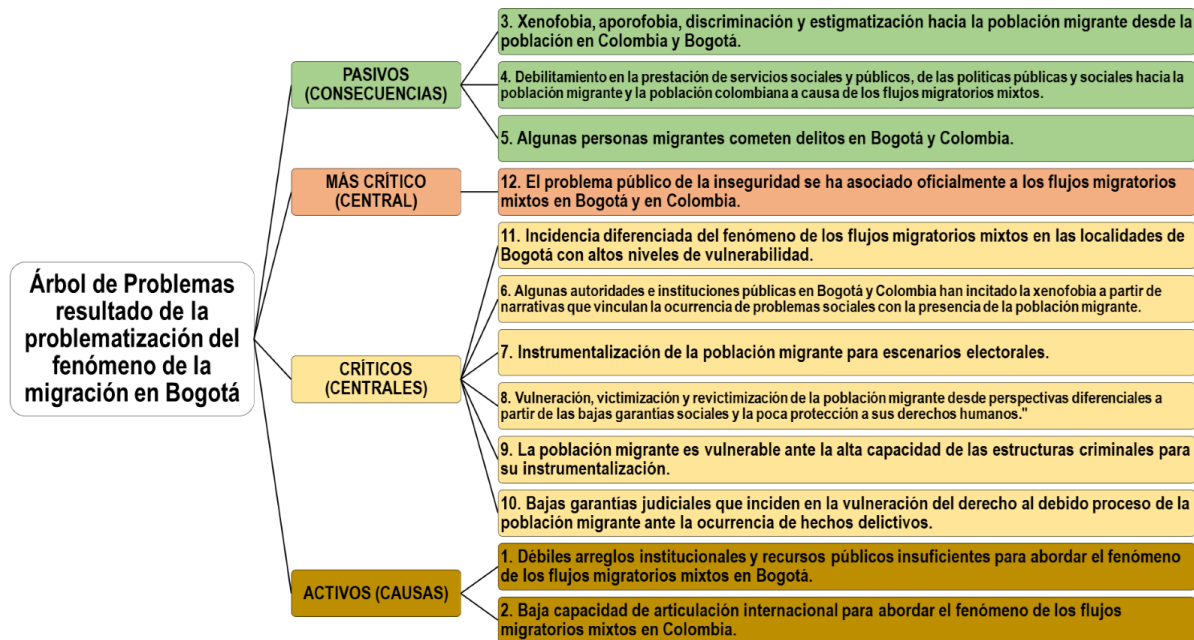 Árbol de Problemas
resultado de la
problematización del
fenómeno de la
migración en Bogotá
PASIVOS
(CONSECUENCIAS)
3. Xenofobia, aporofobia, discriminación y estigmatización hacia la población migrante desde la
población en Colombia y Bogotá.
4. Debilitamiento en la prestación de servicios sociales y públicos, de las políticas públicas y sociales hacia la
población migrante y la población colombiana a causa de los flujos migratorios mixtos.
5. Algunas personas migrantes cometen delitos en Bogotá y Colombia.
MÁS CRÍTICO
(CENTRAL)
12. El problema público de la inseguridad se ha asociado oficialmente a los flujos migratorios
mixtos en Bogotá y en Colombia.
CRÍTICOS
(CENTRALES)
11. Incidencia diferenciada del fenómeno de los flujos migratorios mixtos en las localidades de
Bogotá con altos niveles de vulnerabilidad.
6. Algunas autoridades e instituciones públicas en Bogotá y Colombia han incitado la xenofobia a partir de
narrativas que vinculan la ocurrencia de problemas sociales con la presencia de la población migrante.
7. Instrumentalización de la población migrante para escenarios electorales.
8. Vulneración, victimización y revictimización de la población migrante desde perspectivas diferenciales a
partir de las bajas garantías sociales y la poca protección a sus derechos humanos."
9. La población migrante es vulnerable ante la alta capacidad de las estructuras criminales para
su instrumentalización.
10. Bajas garantías judiciales que inciden en la vulneración del derecho al debido proceso de la
población migrante ante la ocurrencia de hechos delictivos.
ACTIVOS (CAUSAS)
1. Débiles arreglos institucionales y recursos públicos insuficientes para abordar el fenómeno
de los flujos migratorios mixtos en Bogotá.
2. Baja capacidad de articulación internacional para abordar el fenómeno de los flujos
migratorios mixtos en Colombia.